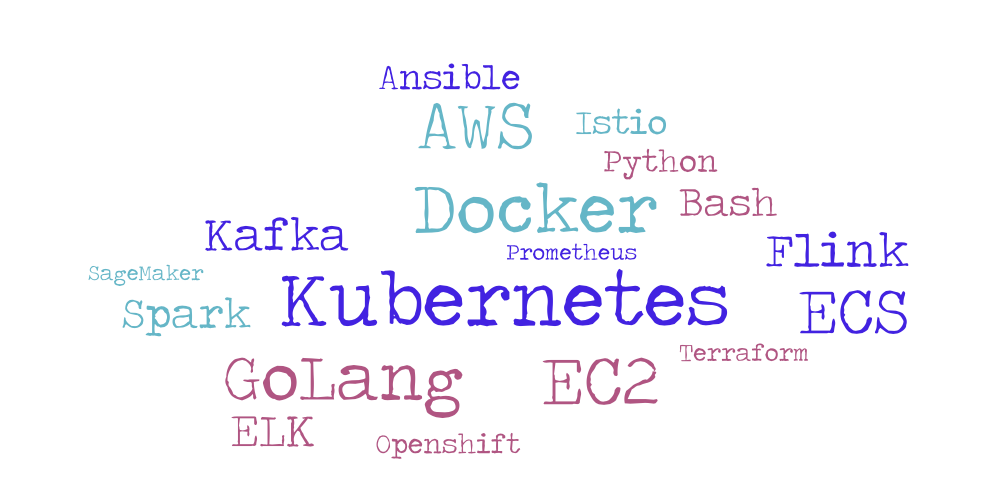 Ansible
AWS
Istio
Python
Docker
Bash
Kafka
Prometheus
Flink
SageMaker
Kubernetes
Spark
ECS
Terraform
GoLang
EC2
ELK
Openshift